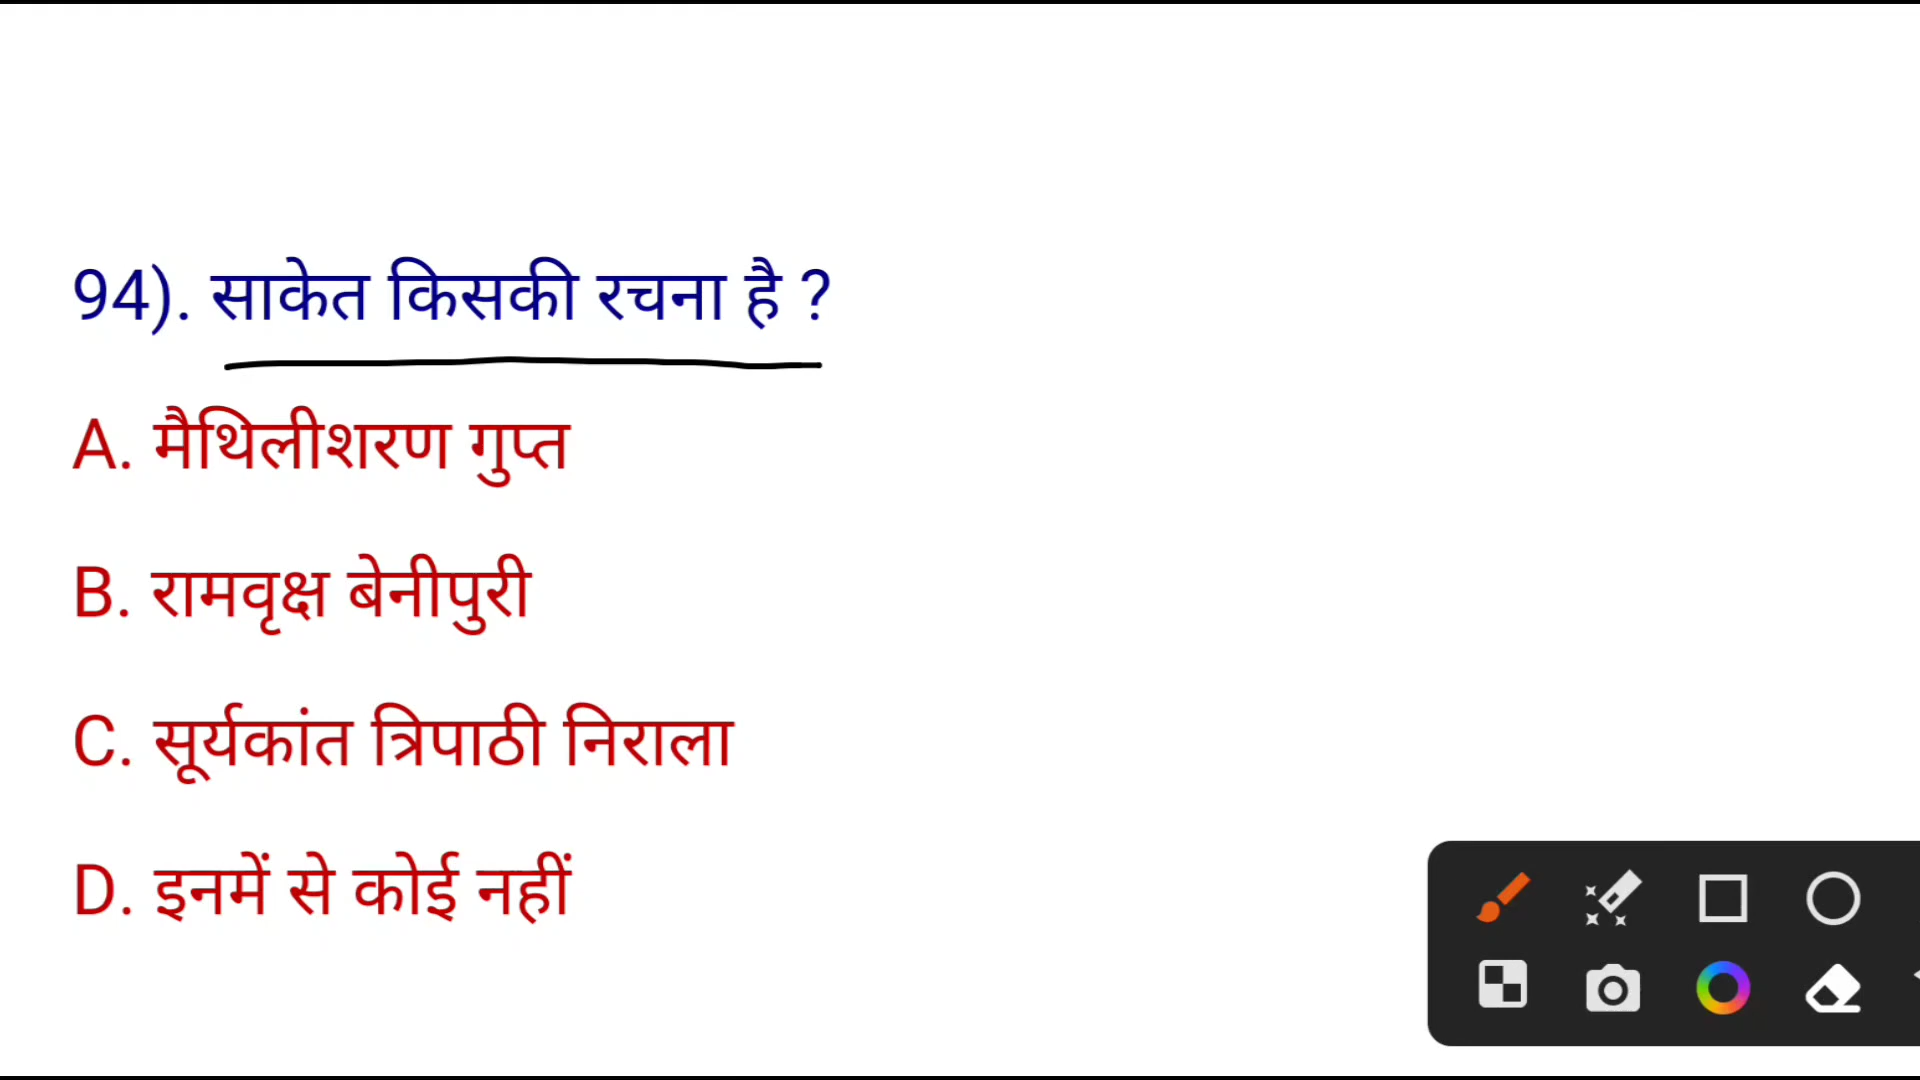 94). साकेत किसकी रचना है ?
A. मैथिलीशरण गुप्त
B. रामवृक्ष बेनीपुरी
C. सूर्यकांत त्रिपाठी निराला
D. इनमें से कोई नहीं